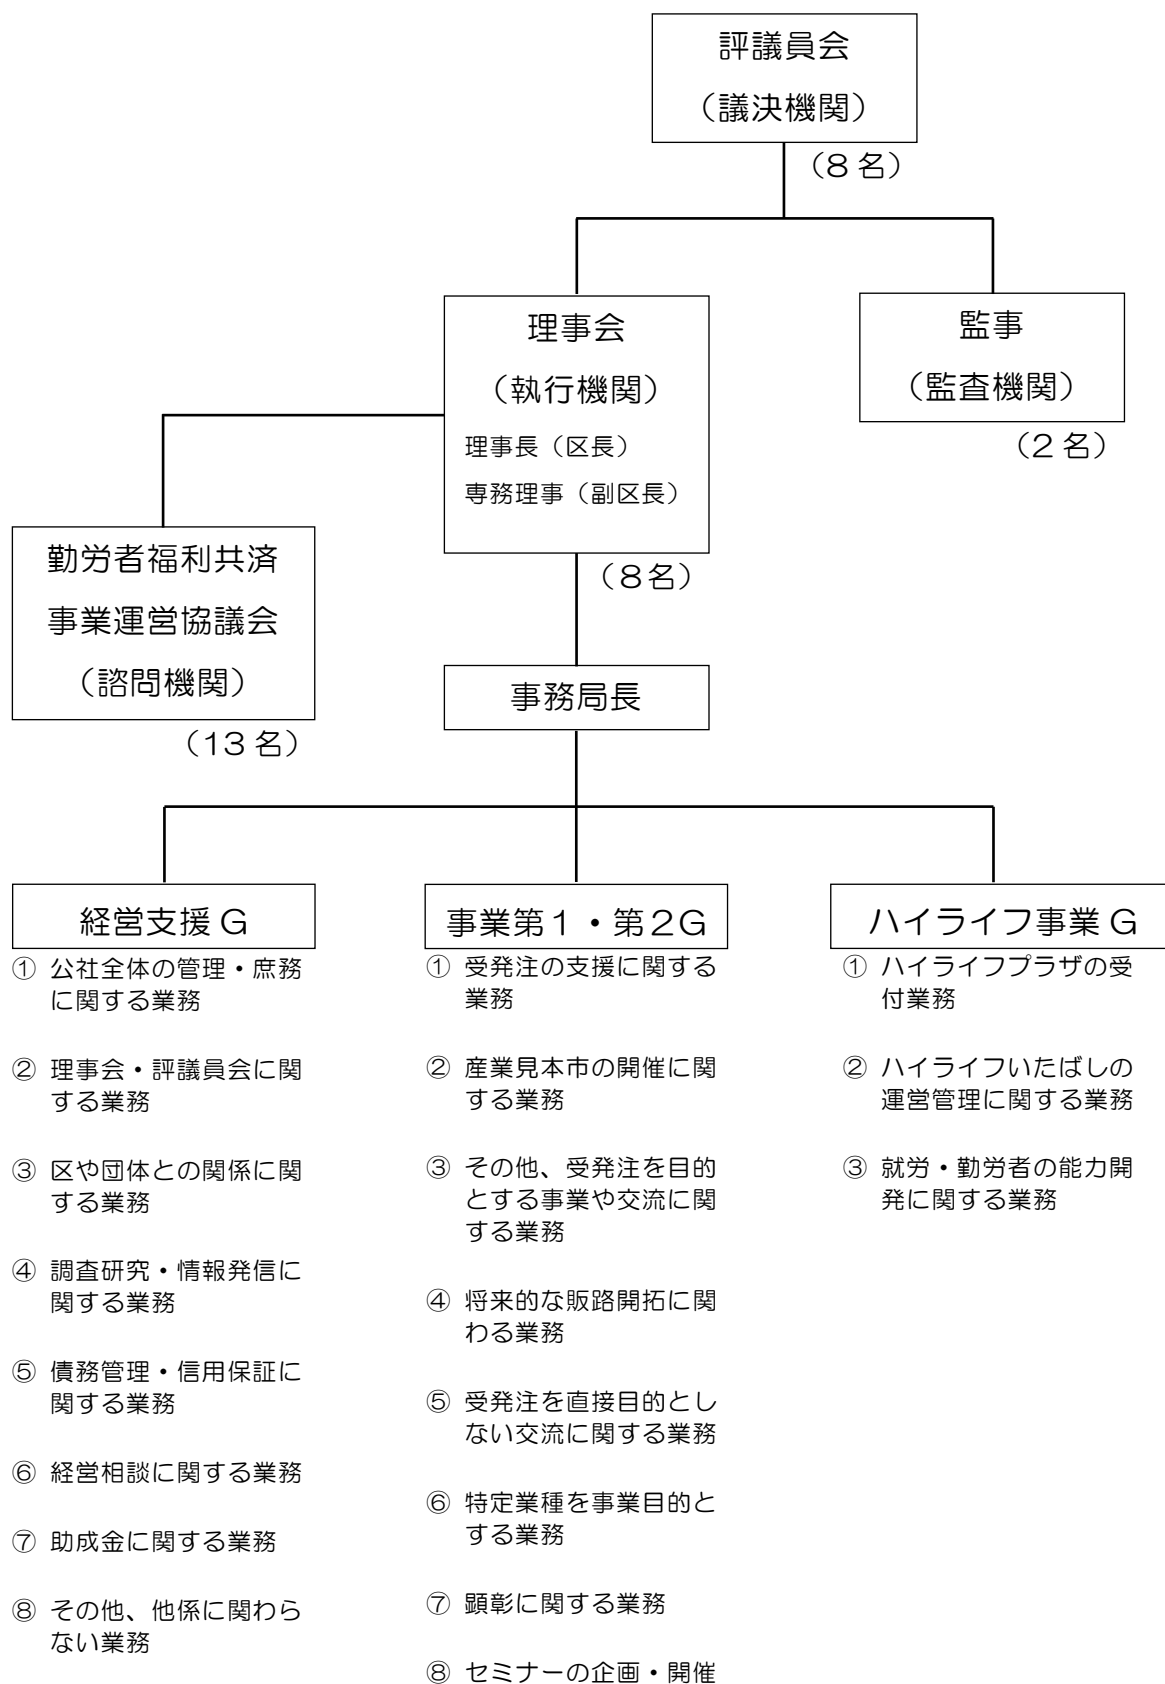 評議員会
（議決機関）
（8 名）
理事会
（執行機関）
理事長（区長）
専務理事（副区長）
（8名）
監事
（監査機関）
（2 名）
勤労者福利共済
事業運営協議会
（諮問機関）
（13 名）
事務局長
経営支援 G
① 公社全体の管理・庶務
に関する業務
② 理事会・評議員会に関
する業務
③ 区や団体との関係に関
する業務
④ 調査研究・情報発信に
関する業務
⑤ 債務管理・信用保証に
関する業務
⑥ 経営相談に関する業務
⑦ 助成金に関する業務
⑧ その他、他係に関わら
ない業務
事業第１・第２G
① 受発注の支援に関する
業務
② 産業見本市の開催に関
する業務
③ その他、受発注を目的
とする事業や交流に関
する業務
④ 将来的な販路開拓に関
わる業務
⑤ 受発注を直接目的とし
ない交流に関する業務
⑥ 特定業種を事業目的と
する業務
⑦ 顕彰に関する業務
⑧ セミナーの企画・開催
ハイライフ事業 G
① ハイライフプラザの受
付業務
② ハイライフいたばしの
運営管理に関する業務
③ 就労・勤労者の能力開
発に関する業務